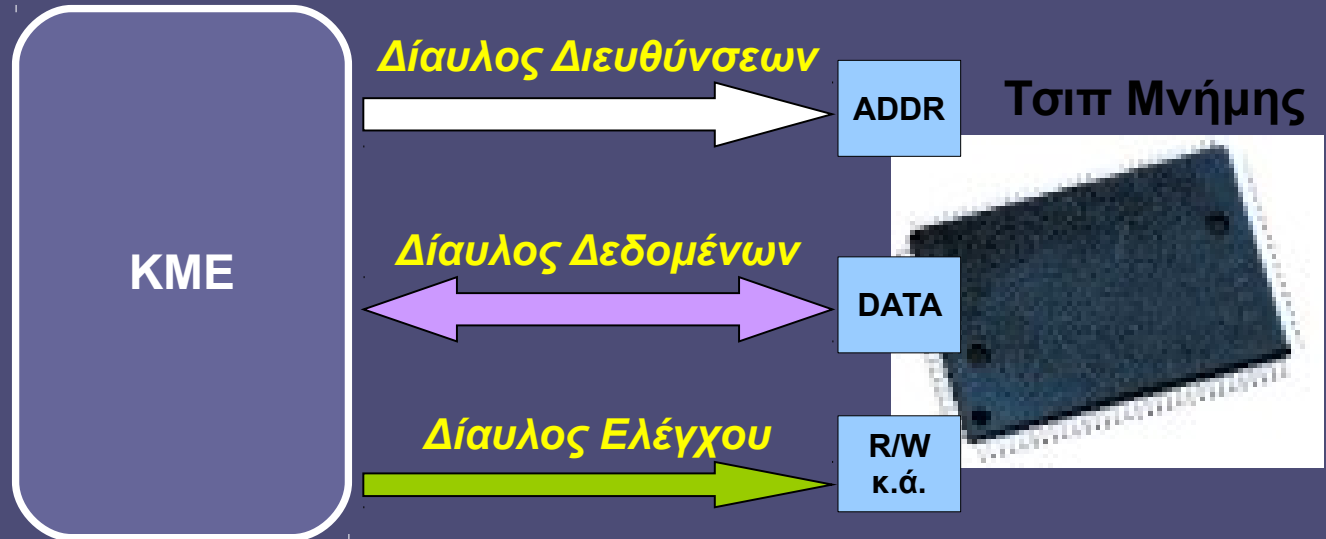 Δίαυλος Διευθύνσεων
ADDR
Τσιπ Μνήμης
ΚΜΕ
Δίαυλος Δεδομένων
DATA
Δίαυλος Ελέγχου
R/W
κ.ά.